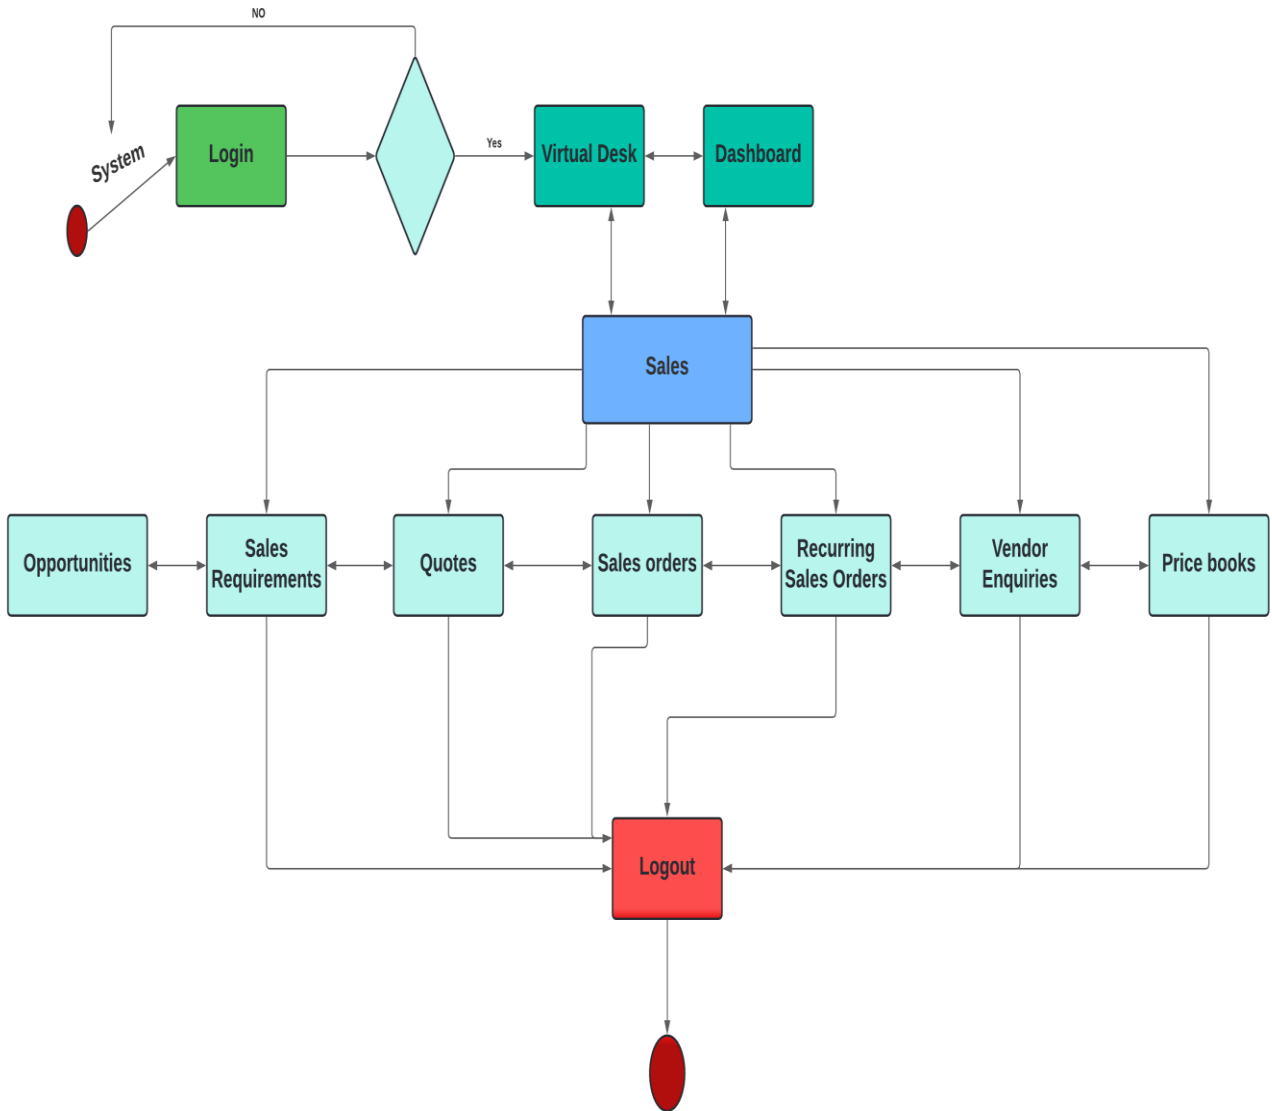 NO
System
Login
Yes
Virtual Desk
Dashboard
Sales
Opportunities
Sales
Requirements
Quotes
Sales orders
Recurring
Sales Orders
Vendor
Enquiries
Price books
Logout